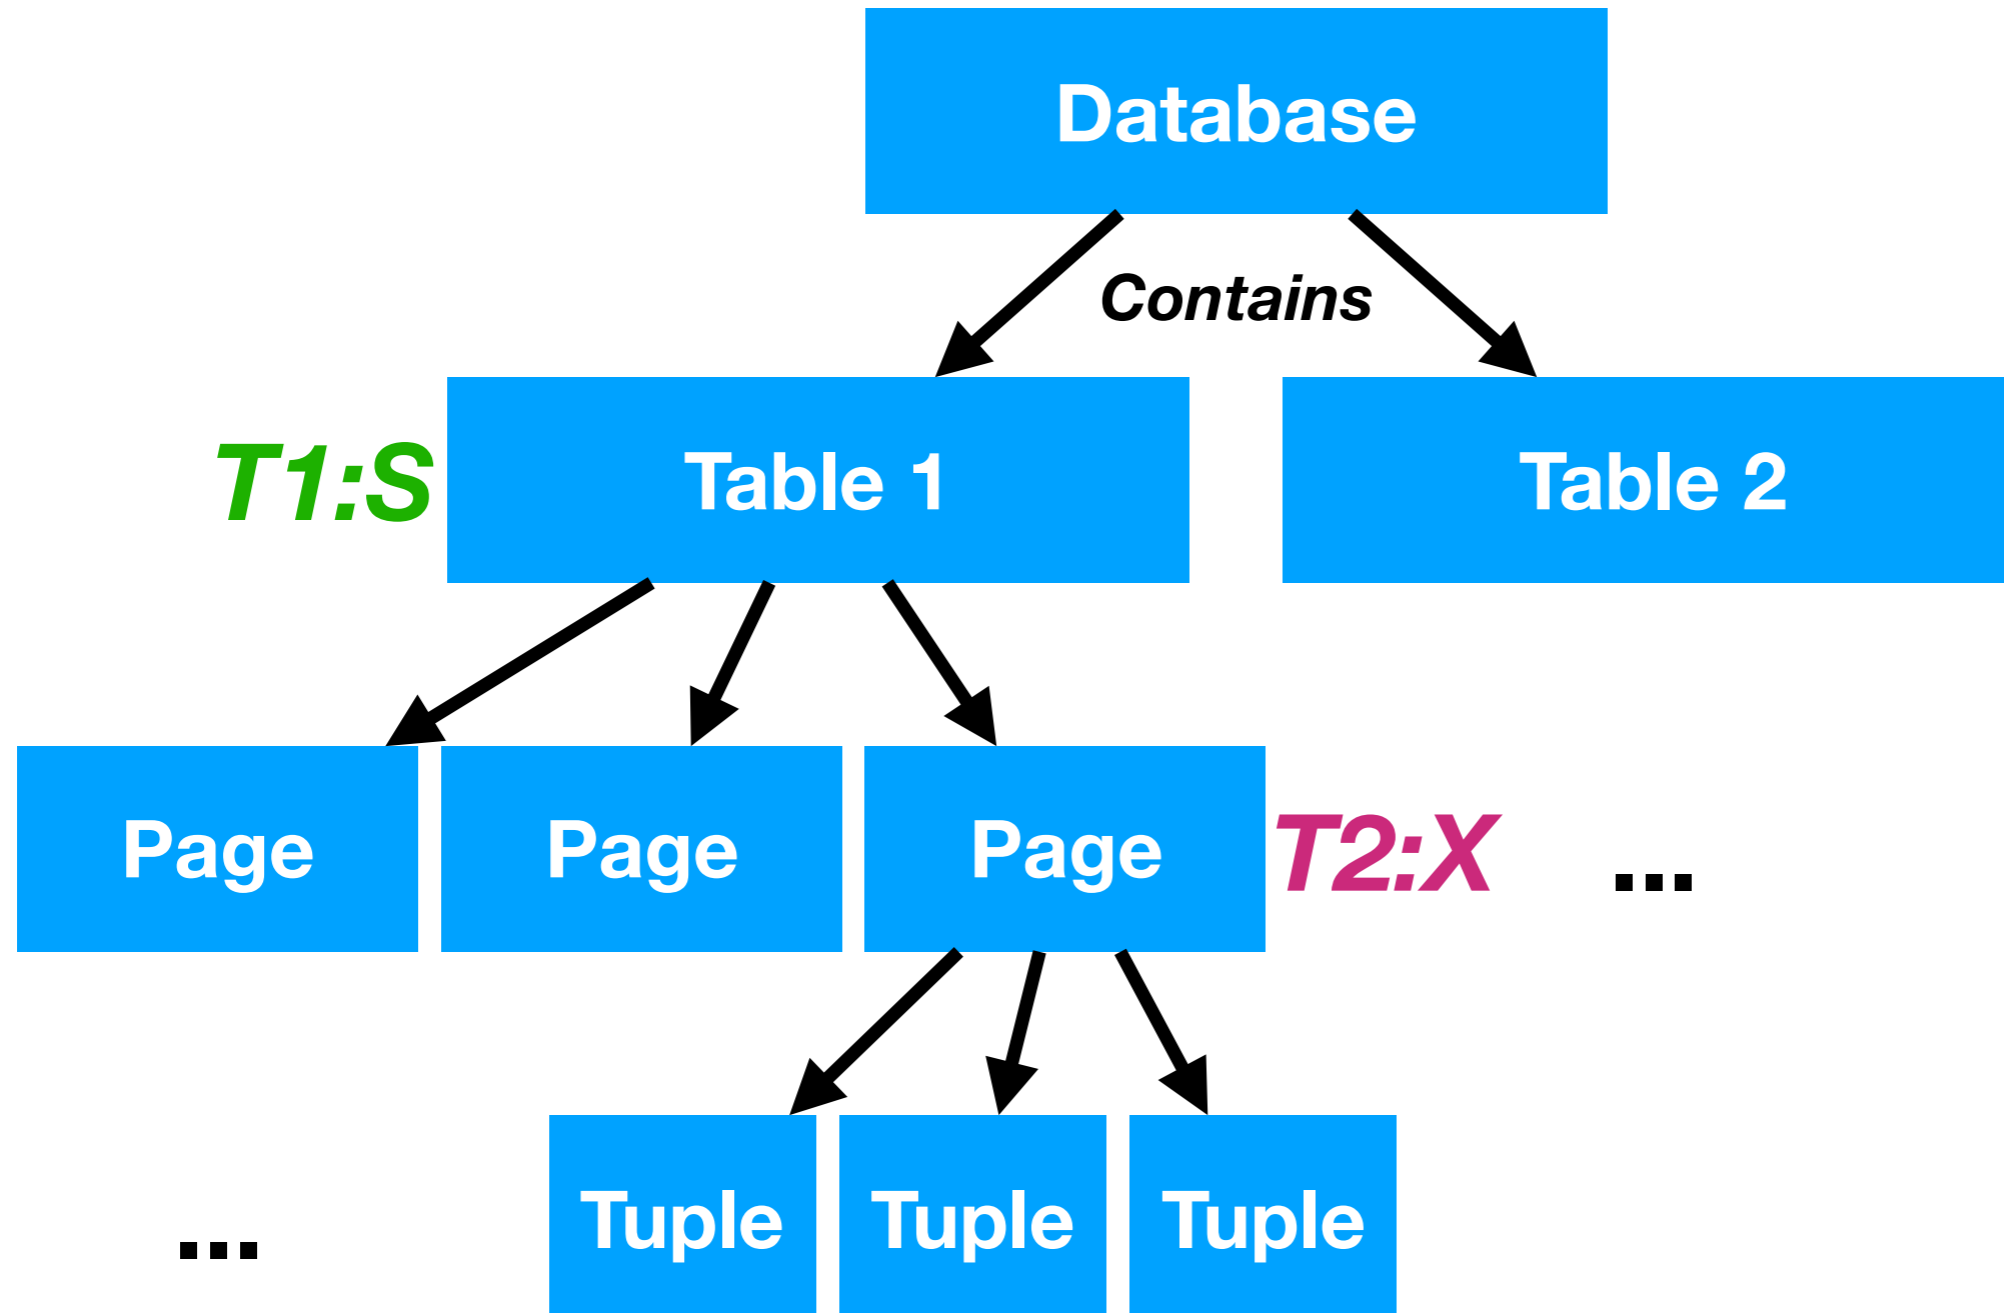 Database
Contains
T1:S
Table 1
Table 2
Page
Page
Page
T2:X
...
...
Tuple
Tuple
Tuple